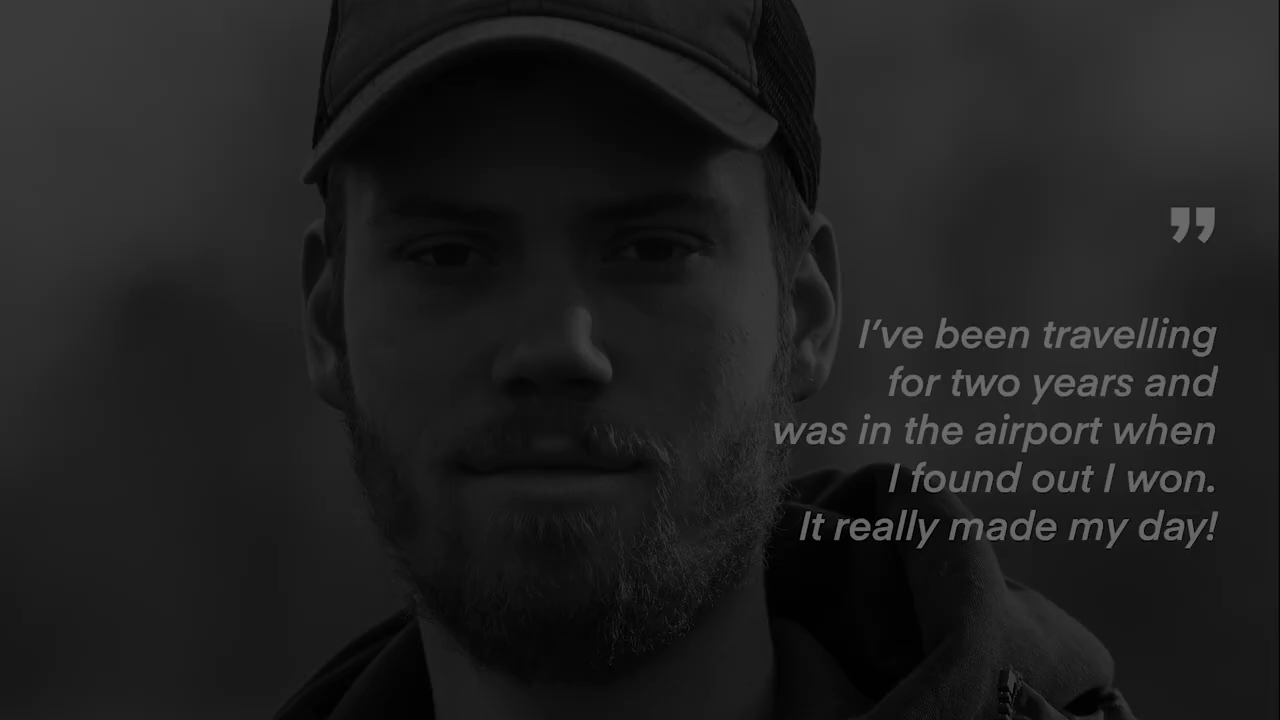 ”
I’ve been travelling
for two years and
was in the airport when
I found out I won.
It really made my day!